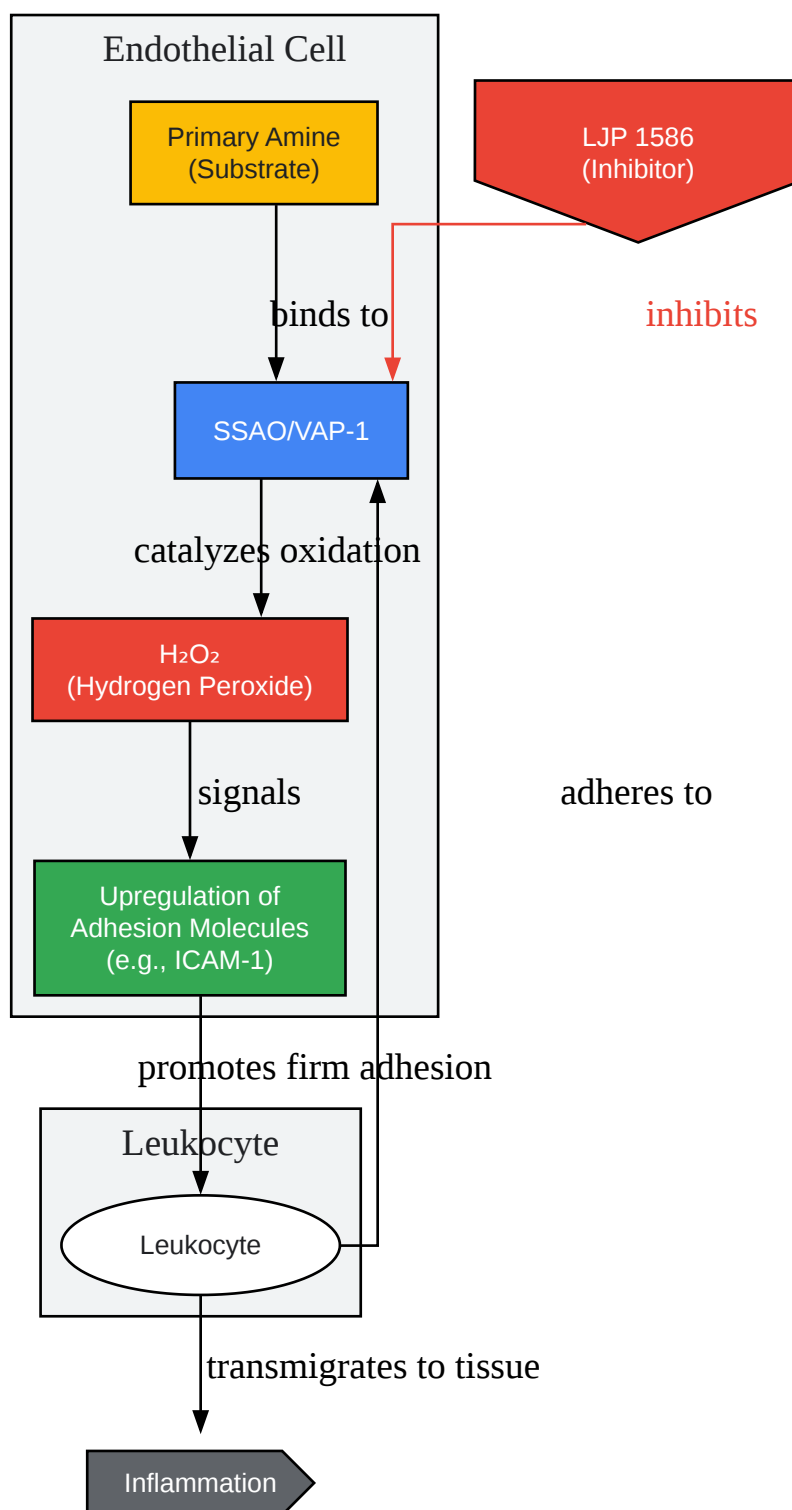 Endothelial Cell
Primary Amine
(Substrate)
LJP 1586
(Inhibitor)
binds to
inhibits
SSAO/VAP-1
catalyzes oxidation
H₂O₂
(Hydrogen Peroxide)
signals
adheres to
Upregulation of
Adhesion Molecules
(e.g., ICAM-1)
promotes firm adhesion
Leukocyte
Leukocyte
transmigrates to tissue
Inflammation